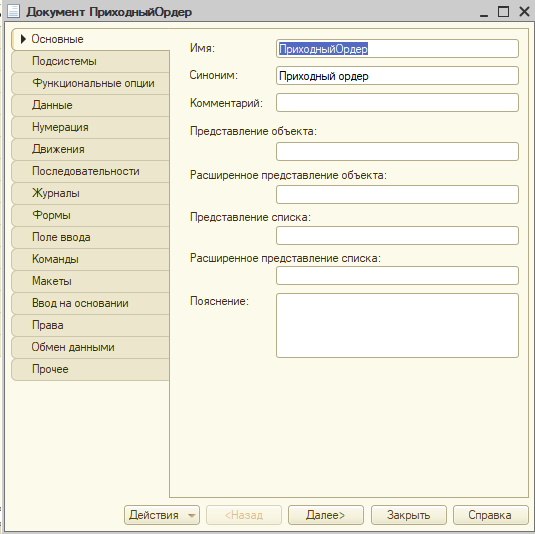 Документ ПриходныйОрдер
Основные
Подсистемы
Функциональные опции
Данные
Нумерация
Движения
Последовательности
Журналы
Формы
Поле ввода
Команды
Макеты
Ввод на основании
Права
Обмен данными
Прочее
Имя: ПриходныйОрдер
Синоним: Приходный ордер
Комментарий:
Представление объекта:
Расширенное представление объекта:
Представление списка:
Расширенное представление списка:
Пояснение:
Действия <Назад Далее> Закрыть Справка